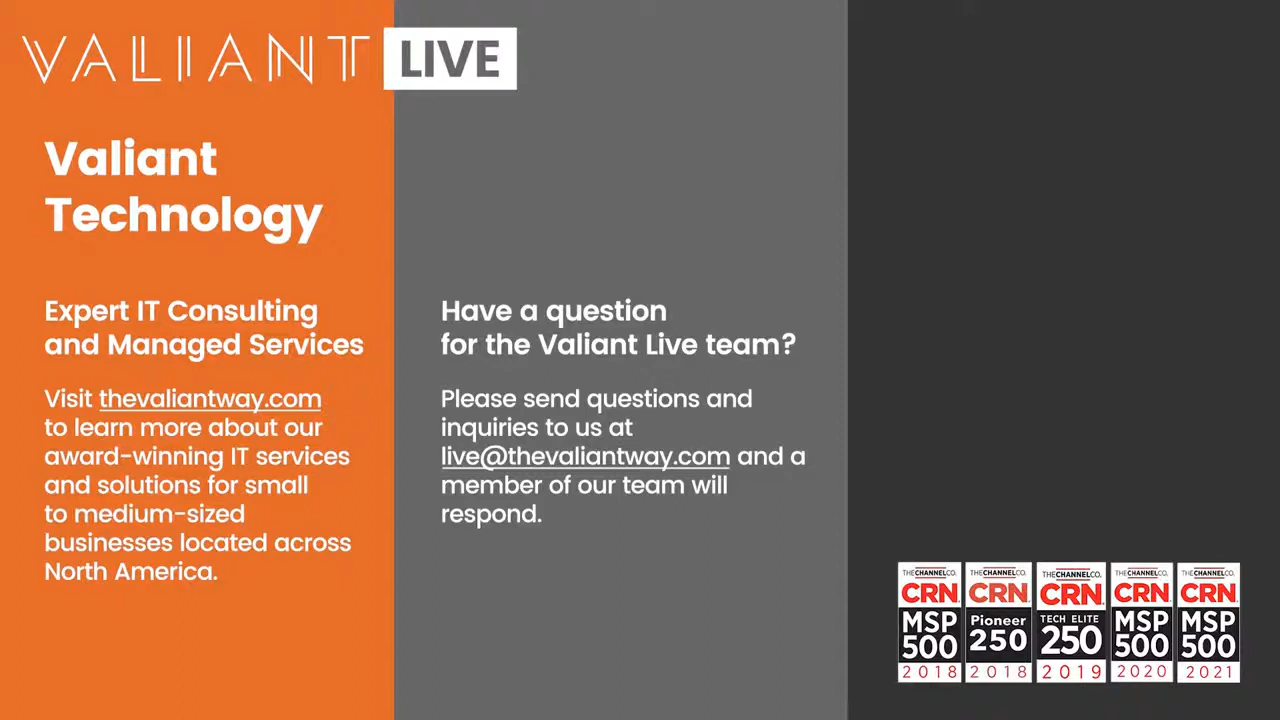 VALIANT LIVE
Valiant
Technology
Expert IT Consulting
and Managed Services
Visit thevaliantway.com
to learn more about our
award-winning IT services
and solutions for small
to medium-sized
businesses located across
North America.
Have a question
for the Valiant Live team?
Please send questions and
inquiries to us at
live@thevaliantway.com and a
member of our team will
respond.
THE CHANNEL CO.
CRN.
MSP
500
2018
THE CHANNEL CO.
CRN.
Pioneer
250
2018
THE CHANNEL CO.
CRN.
TECH ELITE
250
2019
THE CHANNEL CO.
CRN.
MSP
500
2020
THE CHANNEL CO.
CRN.
MSP
500
2021